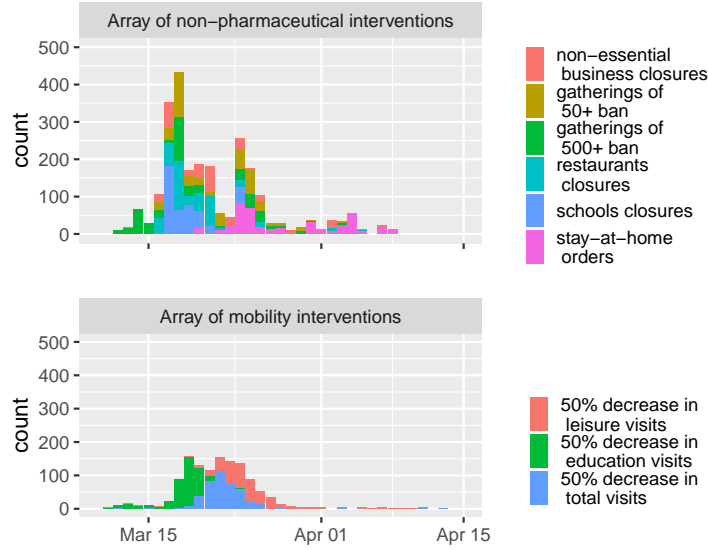 Array of non−pharmaceutical interventions
500
400
300
200
100
0
count
non−essential
business closures
gatherings of
50+ ban
gatherings of
500+ ban
restaurants
closures
schools closures
stay−at−home
orders
Array of mobility interventions
500
400
300
200
100
0
count
Mar 15
Apr 01
Apr 15
50% decrease in
leisure visits
50% decrease in
education visits
50% decrease in
total visits